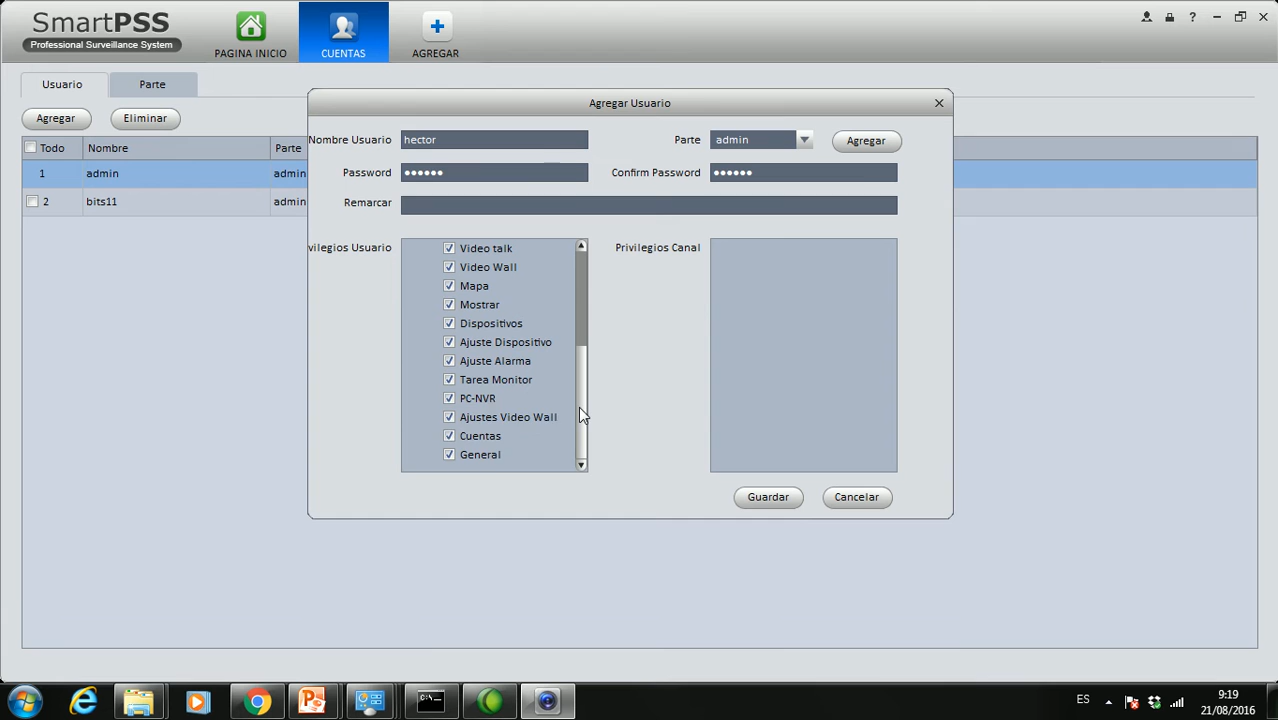 SmartPSS
Professional Surveillance System
PAGINA INICIO
CUENTAS
AGREGAR
Usuario
Parte
Agregar
Eliminar
Todo Nombre Parte
1 admin admin
2 bits11 admin
Agregar Usuario
Nombre Usuario hector Parte admin Agregar
Password •••••• Confirm Password ••••••
Remarcar
vilegios Usuario
Video talk
Video Wall
Mapa
Mostrar
Dispositivos
Ajuste Dispositivo
Ajuste Alarma
Tarea Monitor
PC-NVR
Ajustes Video Wall
Cuentas
General
Privilegios Canal
Guardar
Cancelar
ES
9:19
21/08/2016